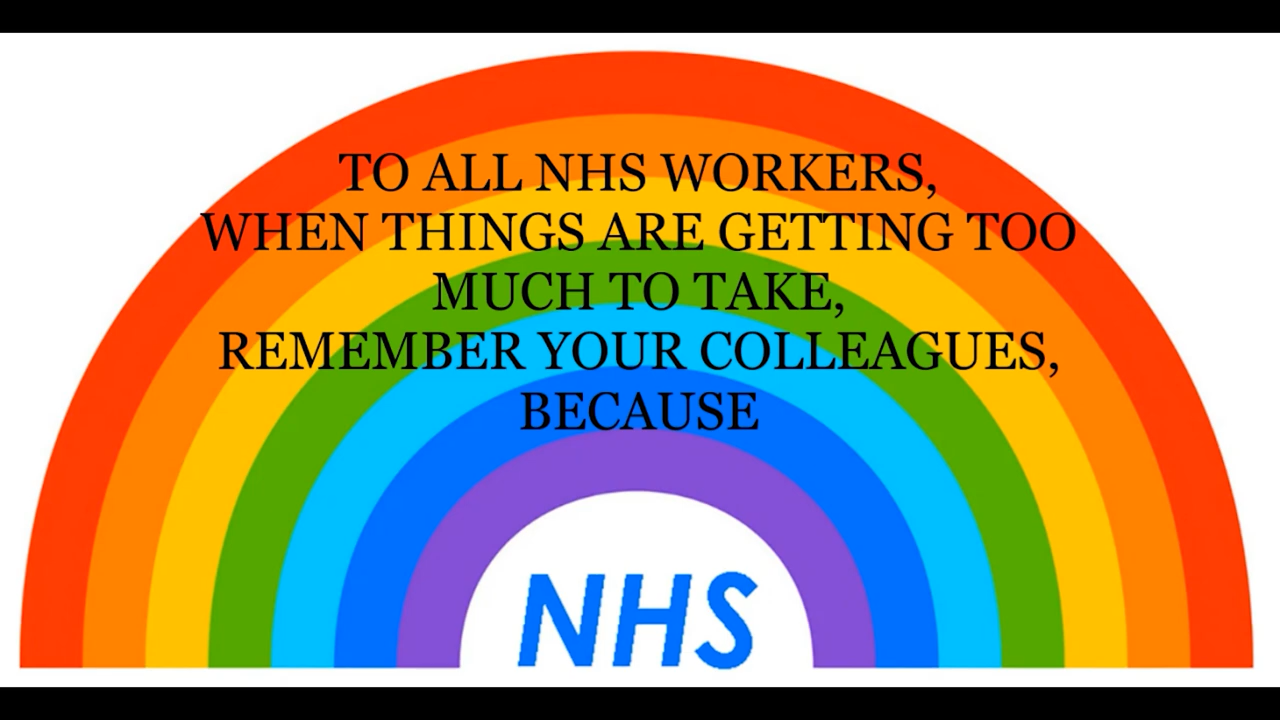 TO ALL NHS WORKERS,
WHEN THINGS ARE GETTING TOO
MUCH TO TAKE,
REMEMBER YOUR COLLEAGUES,
BECAUSE
NHS